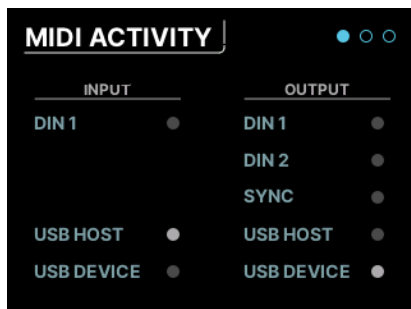 MIDI ACTIVITY
INPUT
DIN 1
USB HOST
USB DEVICE
OUTPUT
DIN 1
DIN 2
SYNC
USB HOST
USB DEVICE